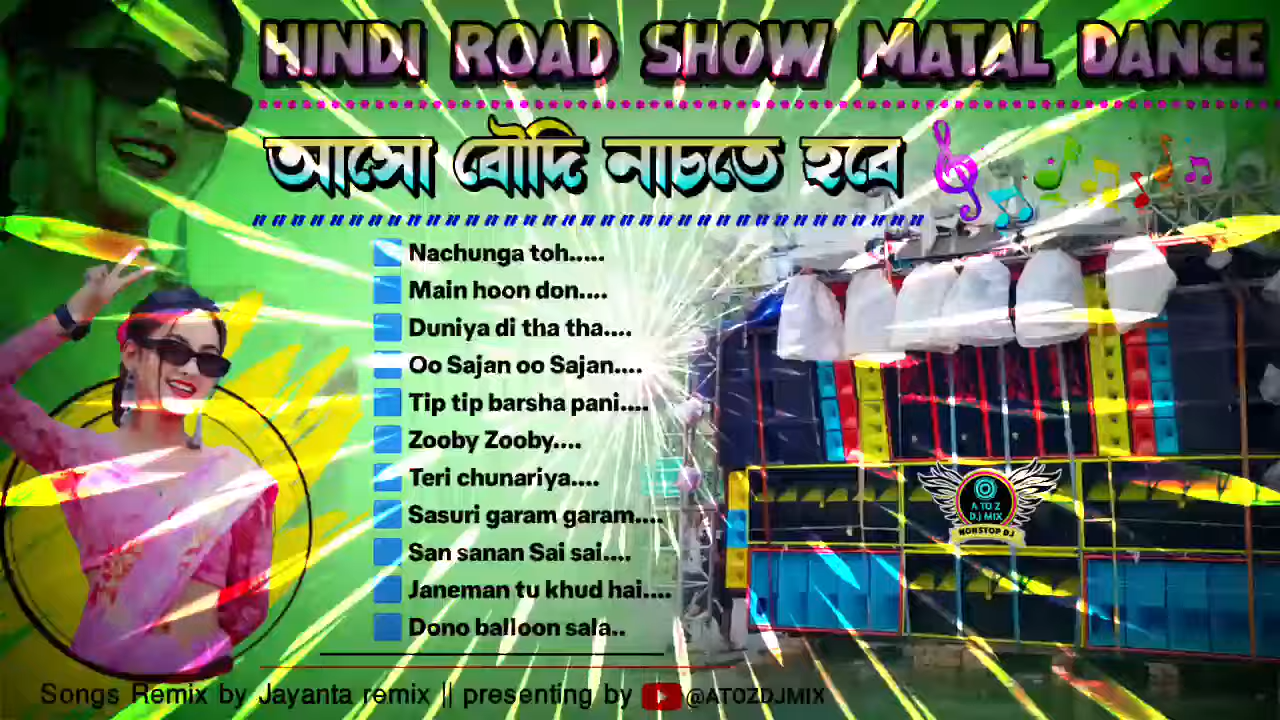 HINDI ROAD SHOW MATAL DANCE
আসো বৌদি নাচতে হবে
Nachunga toh.....
Main hoon don....
Duniya di tha tha....
Oo Sajan oo Sajan....
Tip tip barsha pani....
Zooby Zooby....
Teri chunariya....
Sasuri garam garam....
San sanan Sai sai....
Janeman tu khud hai....
Dono balloon sala..
A TO Z
DJ MIX
NONSTOP DJ
Songs Remix by Jayanta remix || presenting by @ATOZDJMIX